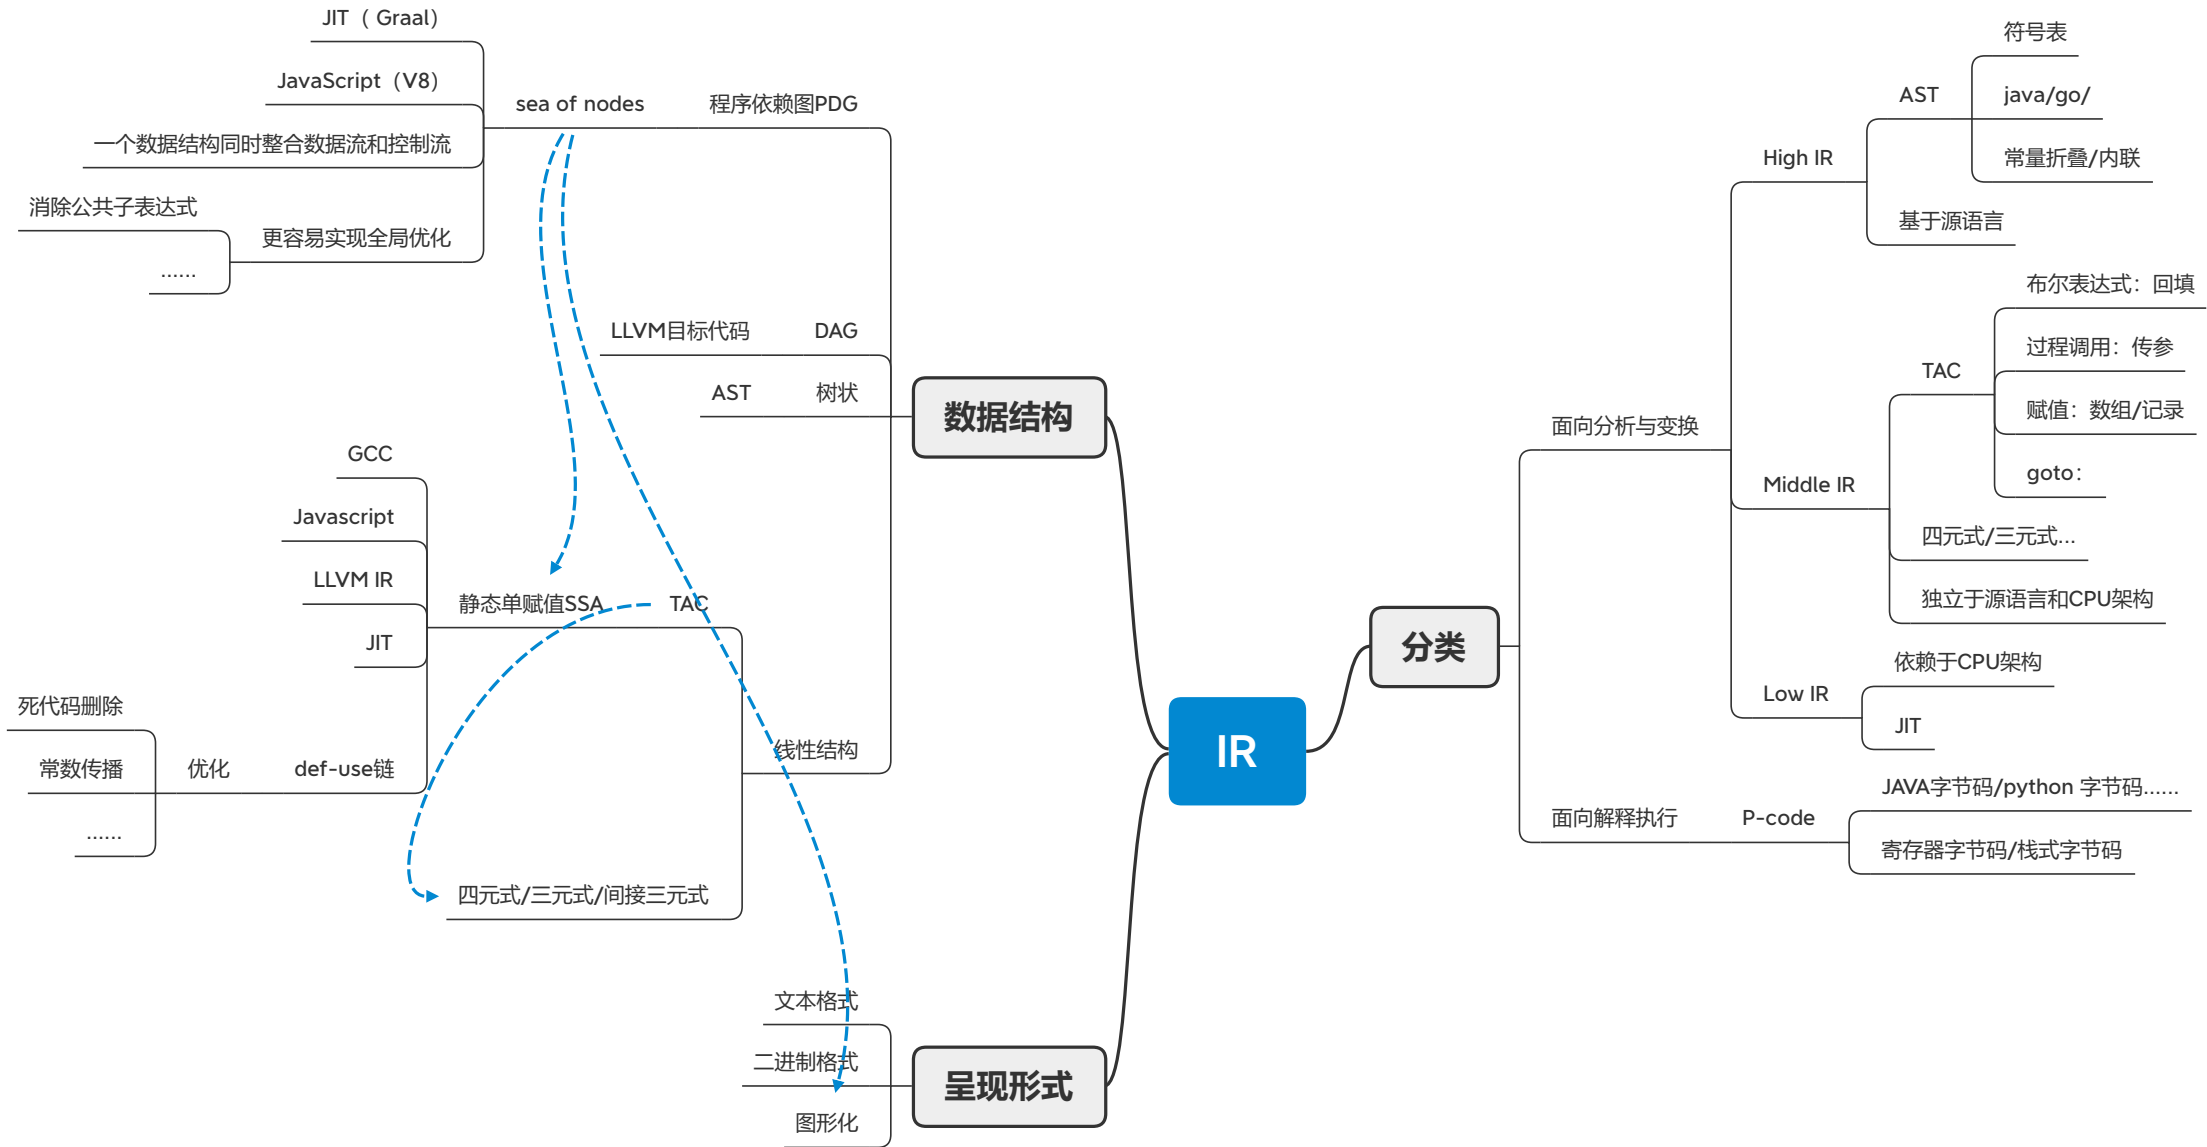 IR
数据结构
程序依赖图PDG
sea of nodes
JIT（ Graal）
JavaScript（V8）
一个数据结构同时整合数据流和控制流
更容易实现全局优化
消除公共子表达式
......
DAG
LLVM目标代码
树状
AST
线性结构
TAC
静态单赋值SSA
GCC
Javascript
LLVM IR
JIT
def-use链
优化
死代码删除
常数传播
......
四元式/三元式/间接三元式
呈现形式
文本格式
二进制格式
图形化
分类
面向分析与变换
High IR
AST
符号表
java/go/
常量折叠/内联
基于源语言
Middle IR
TAC
布尔表达式：回填
过程调用：传参
赋值：数组/记录
goto：
四元式/三元式...
独立于源语言和CPU架构
Low IR
依赖于CPU架构
JIT
面向解释执行
P-code
JAVA字节码/python 字节码......
寄存器字节码/栈式字节码